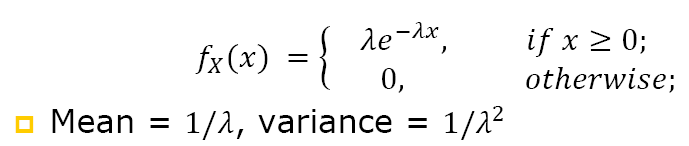 f_X(x) = { λe^{−λx}, if x ≥ 0;
0, otherwise;
Mean = 1/λ, variance = 1/λ²